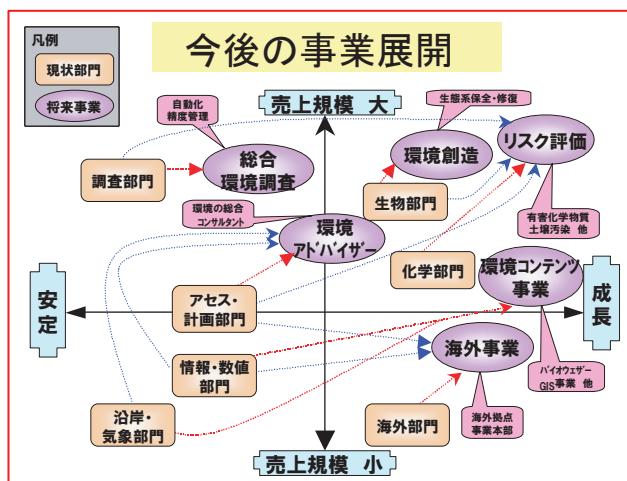 凡例
現状部門
将来事業
今後の事業展開
売上規模 大
自動化
精度管理
生態系保全・修復
総合
環境調査
環境創造
リスク評価
調査部門
生物部門
環境の総合
コンサルタント
環境
アドバイザー
有害化学物質
土壌汚染 他
化学部門
環境コンテンツ
事業
安定
成長
アセス・
計画部門
海外事業
情報・数値
部門
バイオウェザー
GIS事業 他
沿岸・
気象部門
海外部門
海外拠点
事業本部
売上規模 小